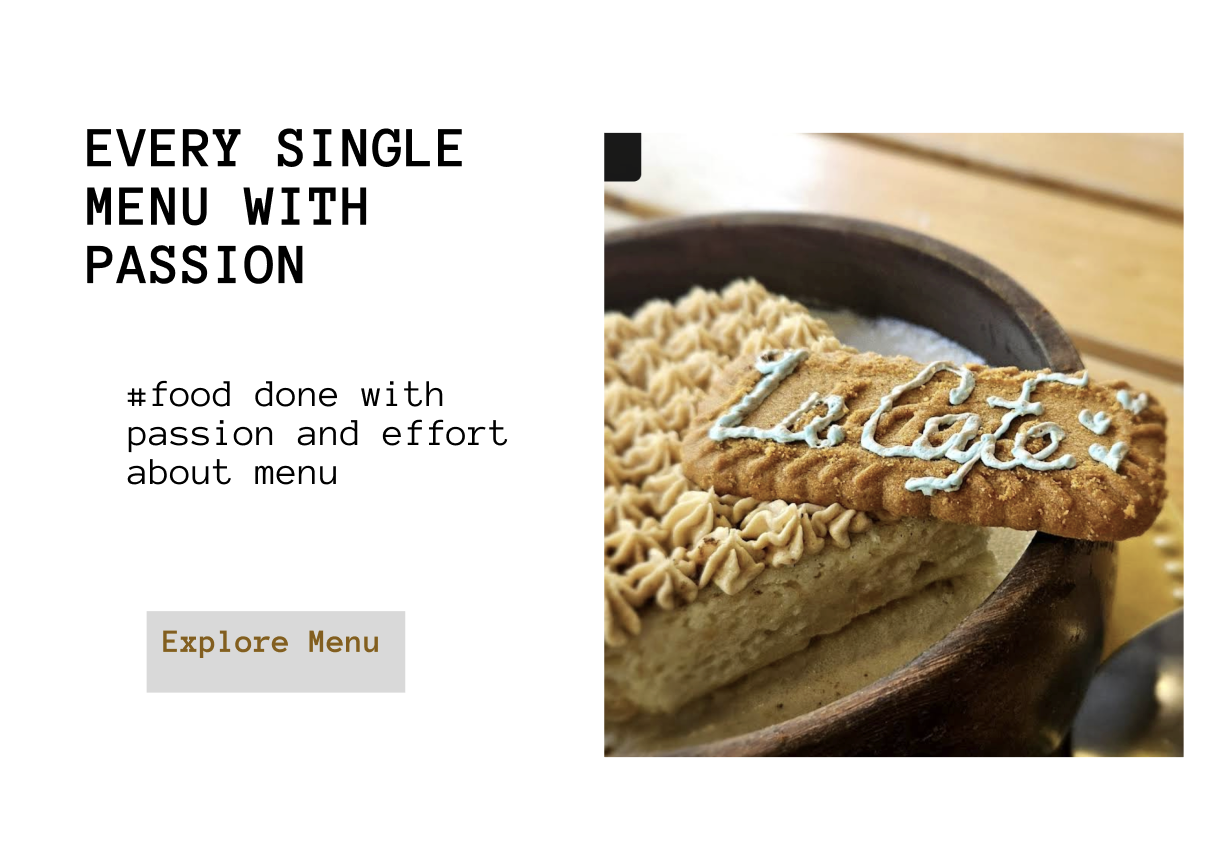 EVERY SINGLE
MENU WITH
PASSION
#food done with
passion and effort
about menu
Explore Menu
La Cafe